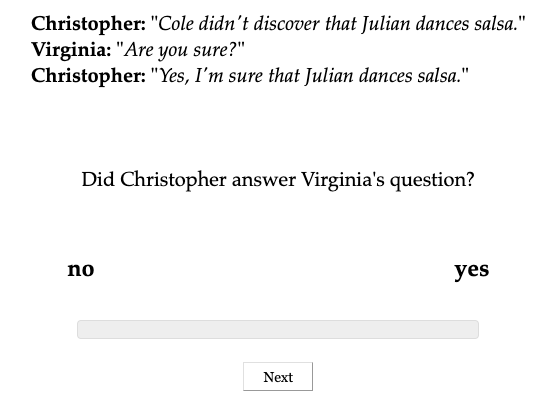 Christopher: "Cole didn't discover that Julian dances salsa."
Virginia: "Are you sure?"
Christopher: "Yes, I'm sure that Julian dances salsa."
Did Christopher answer Virginia's question?
no yes
Next